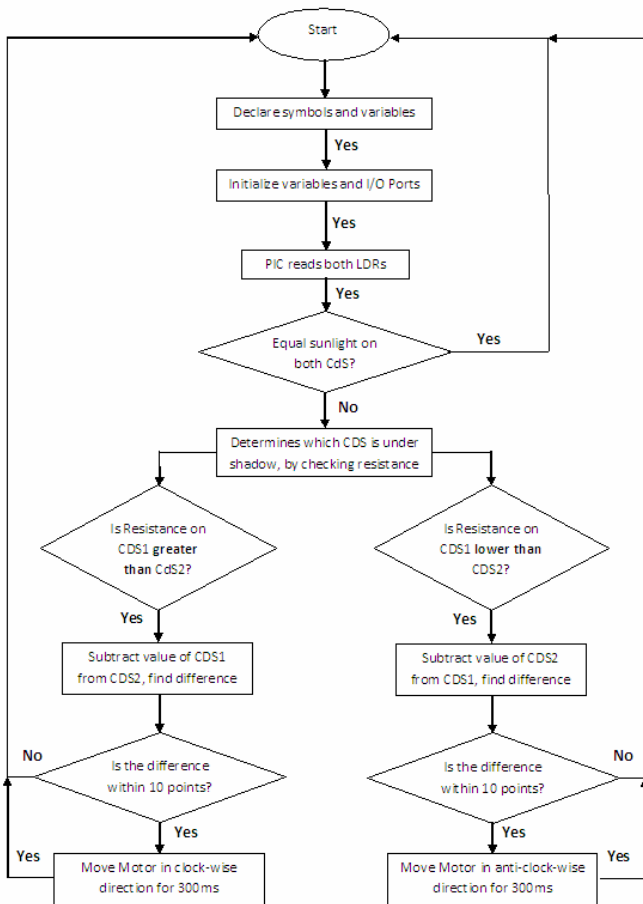 Start
Declare symbols and variables
Yes
Initialize variables and I/O Ports
Yes
PIC reads both LDRs
Yes
Equal sunlight on
both CdS?
Yes
No
Determines which CDS is under
shadow, by checking resistance
Is Resistance on
CDS1 greater
than CdS2?
Is Resistance on
CDS1 lower than
CDS2?
Yes
Yes
Subtract value of CDS1
from CDS2, find difference
Subtract value of CDS2
from CDS1, find difference
No
Is the difference
within 10 points?
Is the difference
within 10 points?
No
Yes
Yes
Yes
Move Motor in clock-wise
direction for 300ms
Move Motor in anti-clock-wise
direction for 300ms
Yes